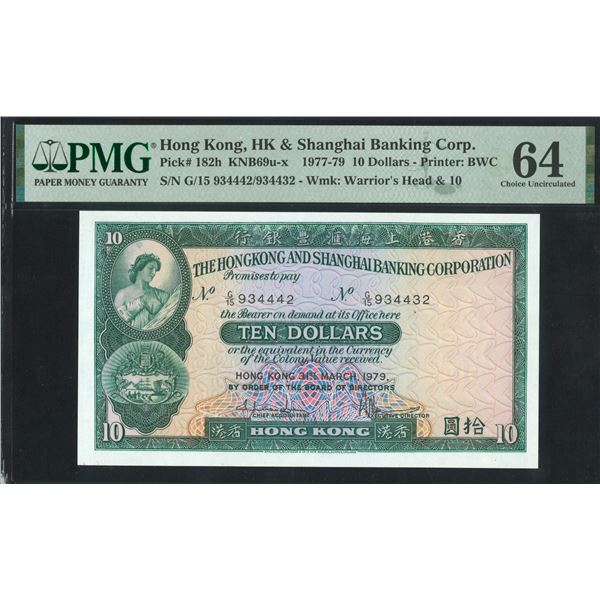 PMG®
PAPER MONEY GUARANTY
Hong Kong, HK & Shanghai Banking Corp.
Pick# 182h KNB69u-x 1977-79 10 Dollars - Printer: BWC
S/N G/15 934442/934432 - Wmk: Warrior's Head & 10
64
Choice Uncirculated
10
行銀豐滙海上港香
THE HONGKONG AND SHANGHAI BANKING CORPORATION
Promises to pay
Nº G/15 934442 Nº G/15 934432
the Bearer on demand at its Office here
TEN DOLLARS
or the equivalent in the Currency
of the Colony Value received.
HONG KONG 31ST MARCH, 1979.
BY ORDER OF THE BOARD OF DIRECTORS
CHIEF ACCOUNTANT EXECUTIVE DIRECTOR
10 港香 HONG KONG 港香 圓拾 10